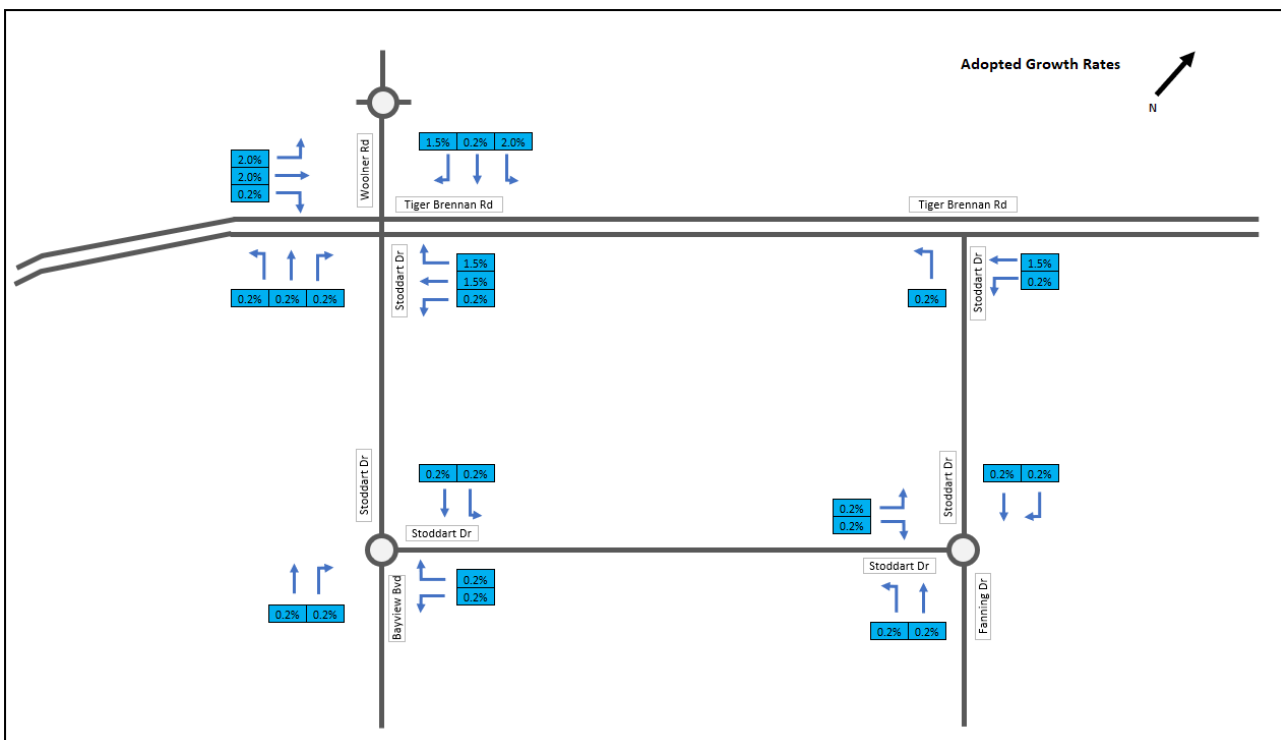 Adopted Growth Rates
N
Woolner Rd
1.5% 0.2% 2.0%
2.0%
2.0%
0.2%
Tiger Brennan Rd
Tiger Brennan Rd
Stoddart Dr
1.5%
1.5%
0.2%
0.2% 0.2% 0.2%
0.2%
Stoddart Dr
1.5%
0.2%
Stoddart Dr
0.2% 0.2%
Stoddart Dr
0.2%
0.2%
Stoddart Dr
0.2% 0.2%
0.2% 0.2%
Bayview Bvd
0.2%
0.2%
Stoddart Dr
0.2% 0.2%
Fanning Dr